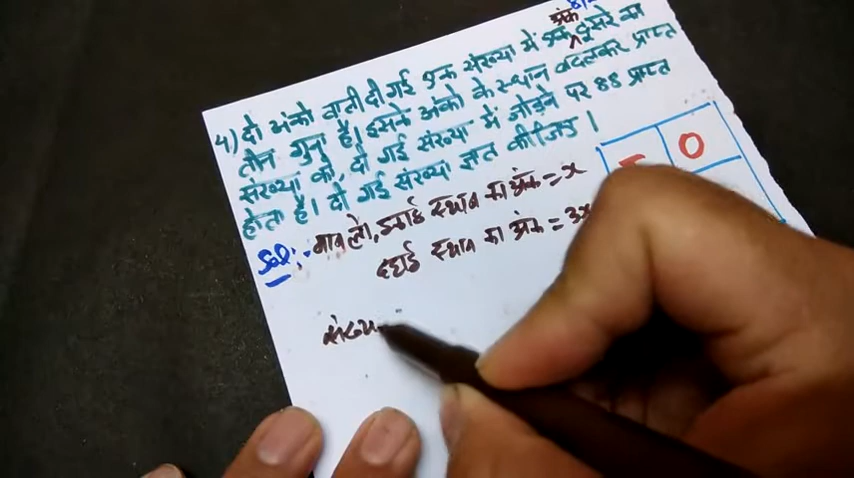 4) दो अंको वाली दी गई एक संख्या में एक अंक दूसरे का
तीन गुना है। इसके अंको के स्थान बदलकर प्राप्त
संख्या को, दी गई संख्या में जोड़ने पर 88 प्राप्त
होता है। दी गई संख्या ज्ञात कीजिए।
Sol:- मान लो, इकाई स्थान का अंक = x
दहाई स्थान का अंक = 3x
O